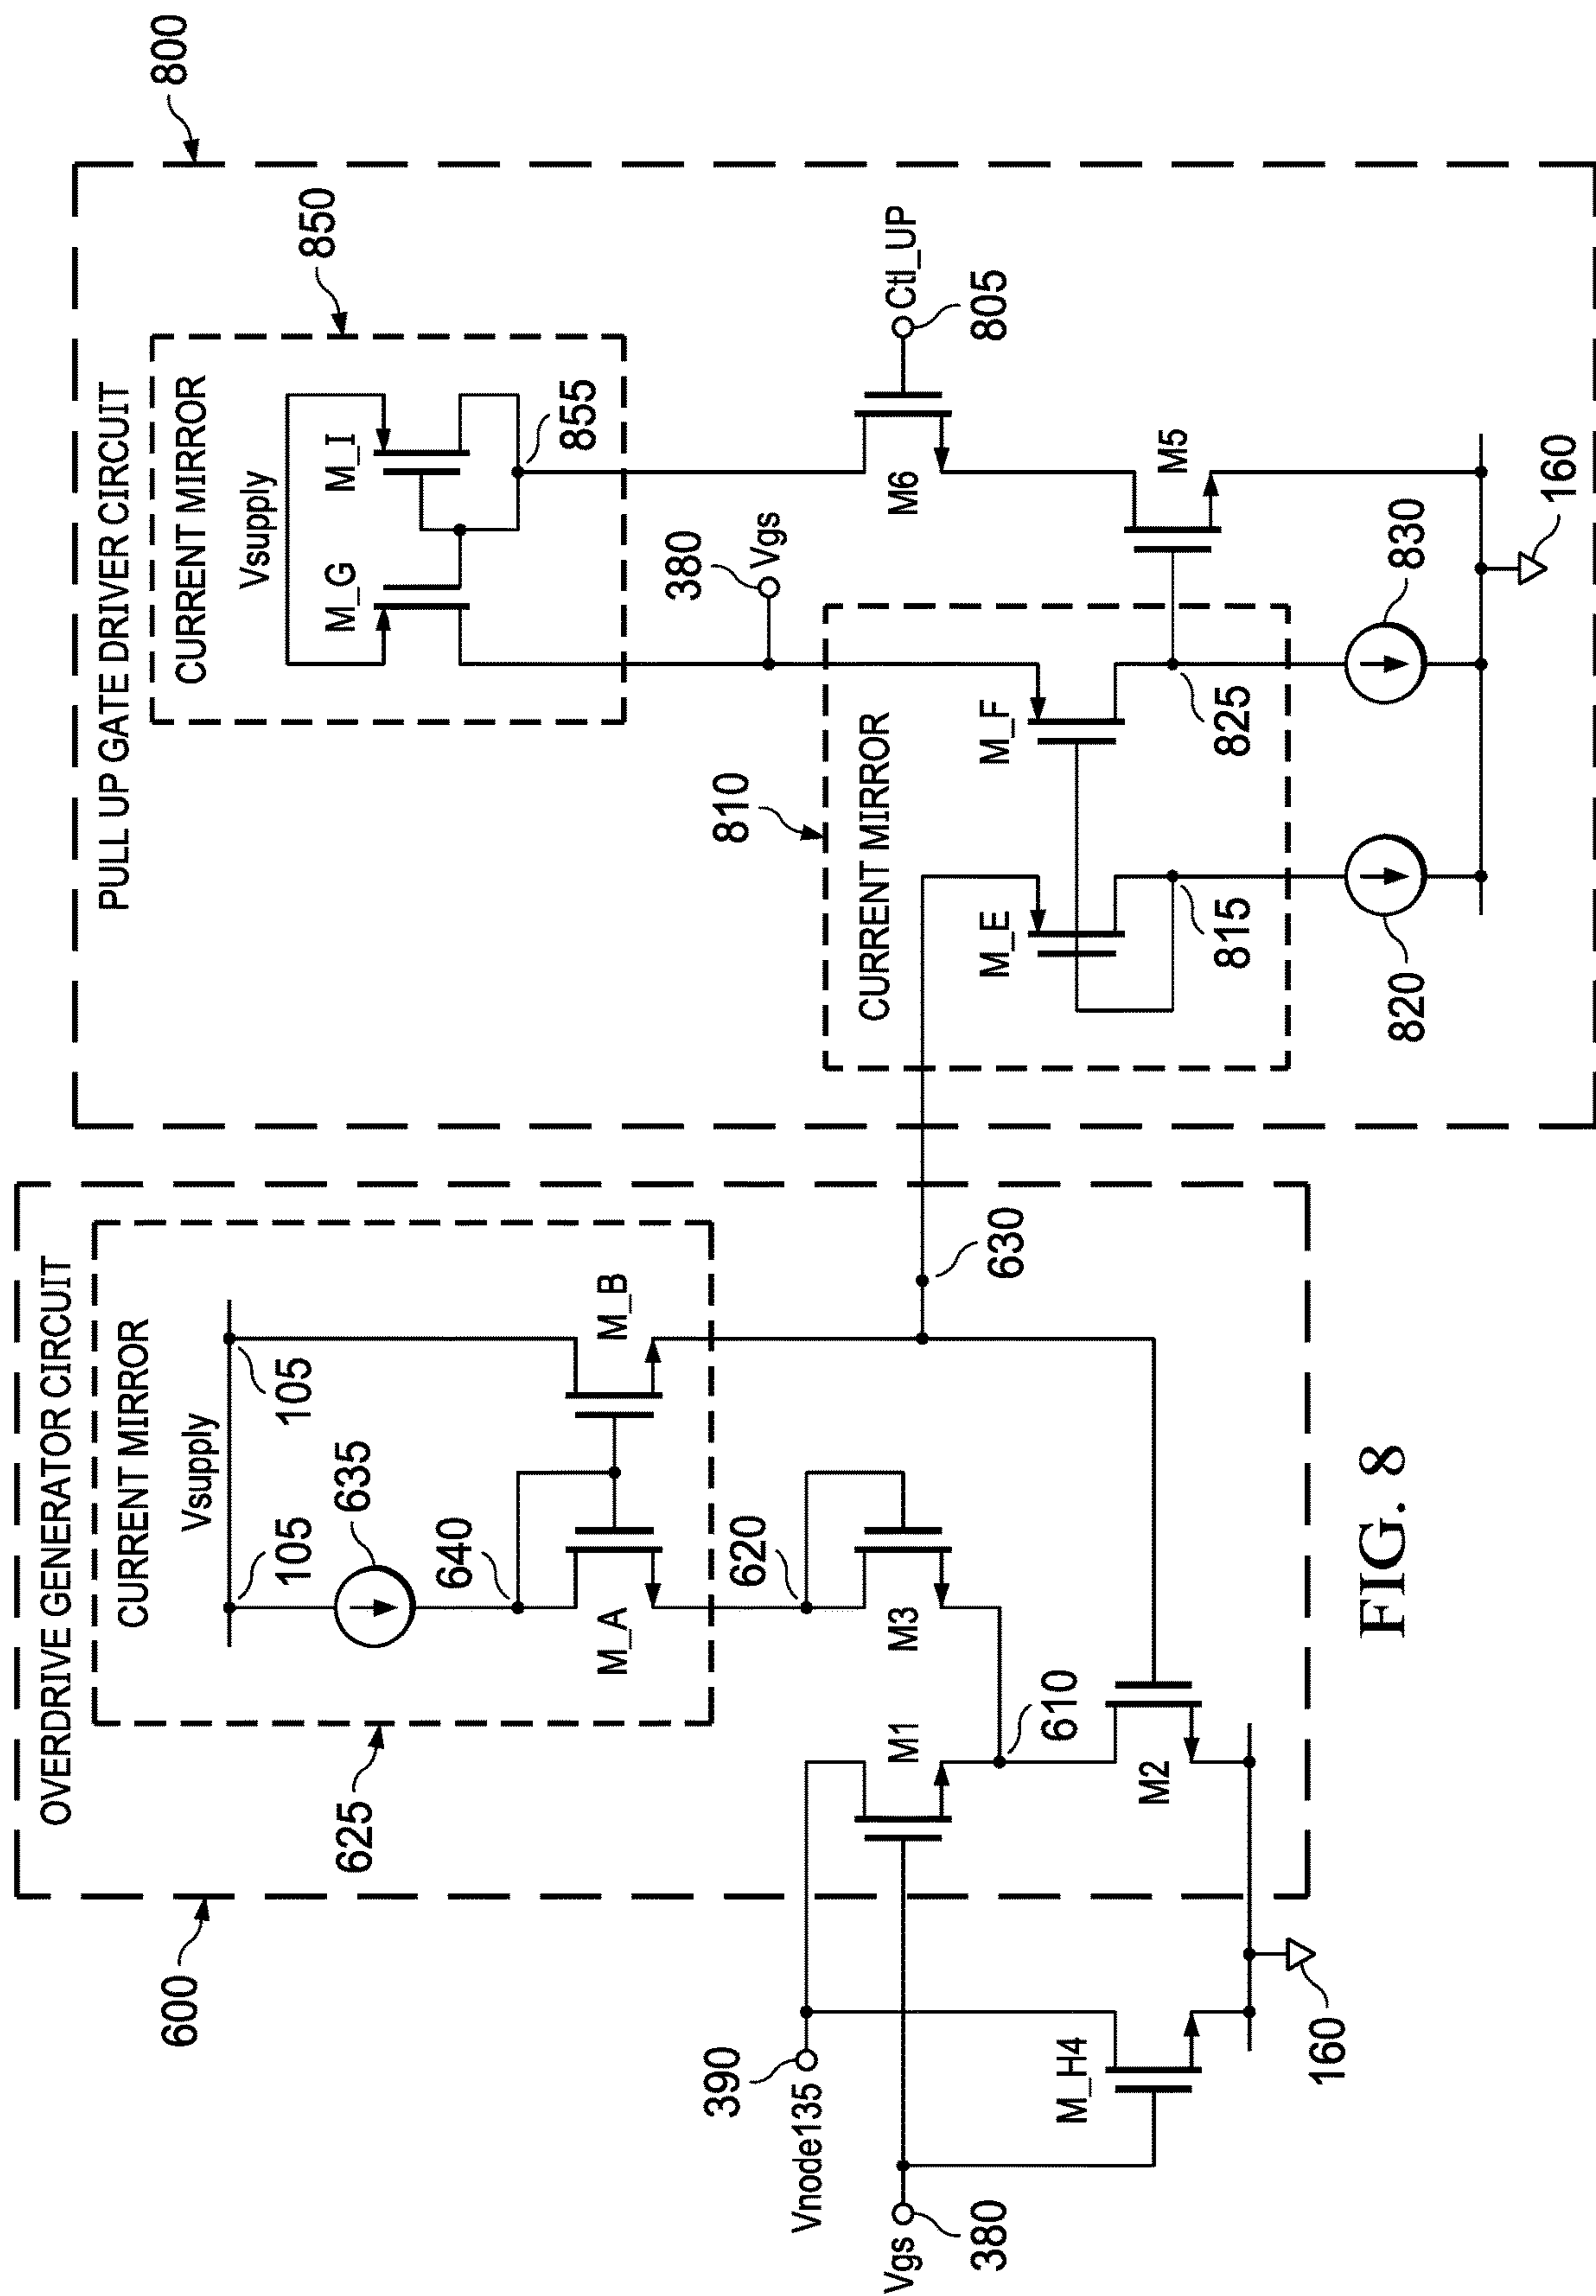 800
PULL UP GATE DRIVER CIRCUIT
850
CURRENT MIRROR
Vsupply
M_G
M_I
855
380
Vgs
Ctl_UP
805
M6
M5
810
CURRENT MIRROR
M_E
M_F
815
825
820
830
160
600
OVERDRIVE GENERATOR CIRCUIT
625
CURRENT MIRROR
Vsupply
105
105
635
640
M_A
M_B
620
630
M3
M1
610
M2
390
Vnode135
M_H4
Vgs
380
160
FIG. 8